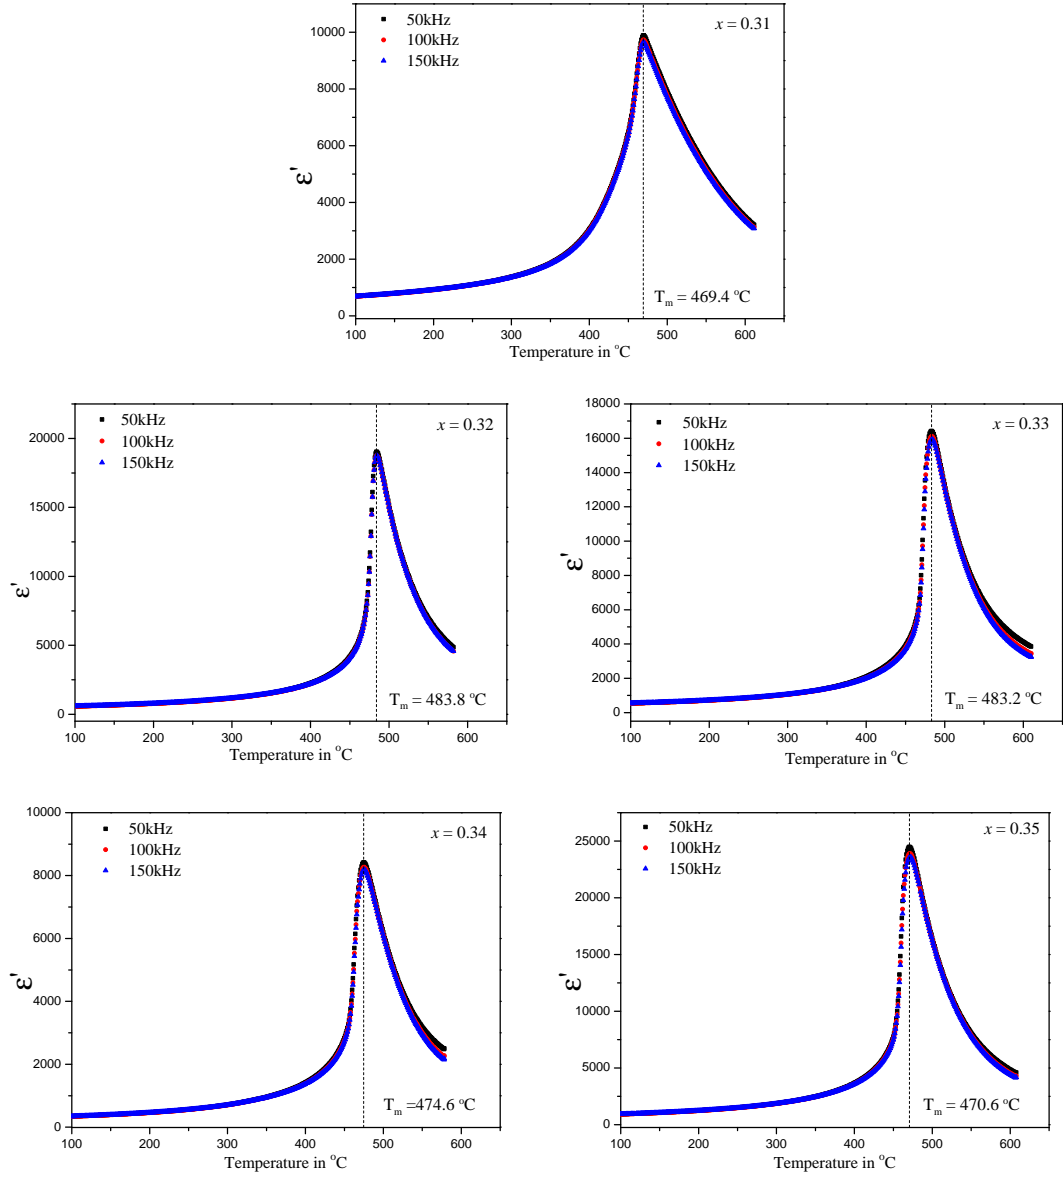 50kHz
100kHz
150kHz
x = 0.31
10000
8000
6000
4000
2000
0
ε'
Tm = 469.4 °C
100 200 300 400 500 600
Temperature in °C
50kHz
100kHz
150kHz
x = 0.32
20000
15000
10000
5000
0
ε'
Tm = 483.8 °C
100 200 300 400 500 600
Temperature in °C
50kHz
100kHz
150kHz
x = 0.33
18000
16000
14000
12000
10000
8000
6000
4000
2000
0
ε'
Tm = 483.2 °C
100 200 300 400 500 600
Temperature in °C
50kHz
100kHz
150kHz
x = 0.34
10000
8000
6000
4000
2000
0
ε'
Tm =474.6 °C
100 200 300 400 500 600
Temperature in °C
50kHz
100kHz
150kHz
x = 0.35
25000
20000
15000
10000
5000
0
ε'
Tm = 470.6 °C
100 200 300 400 500 600
Temperature in °C